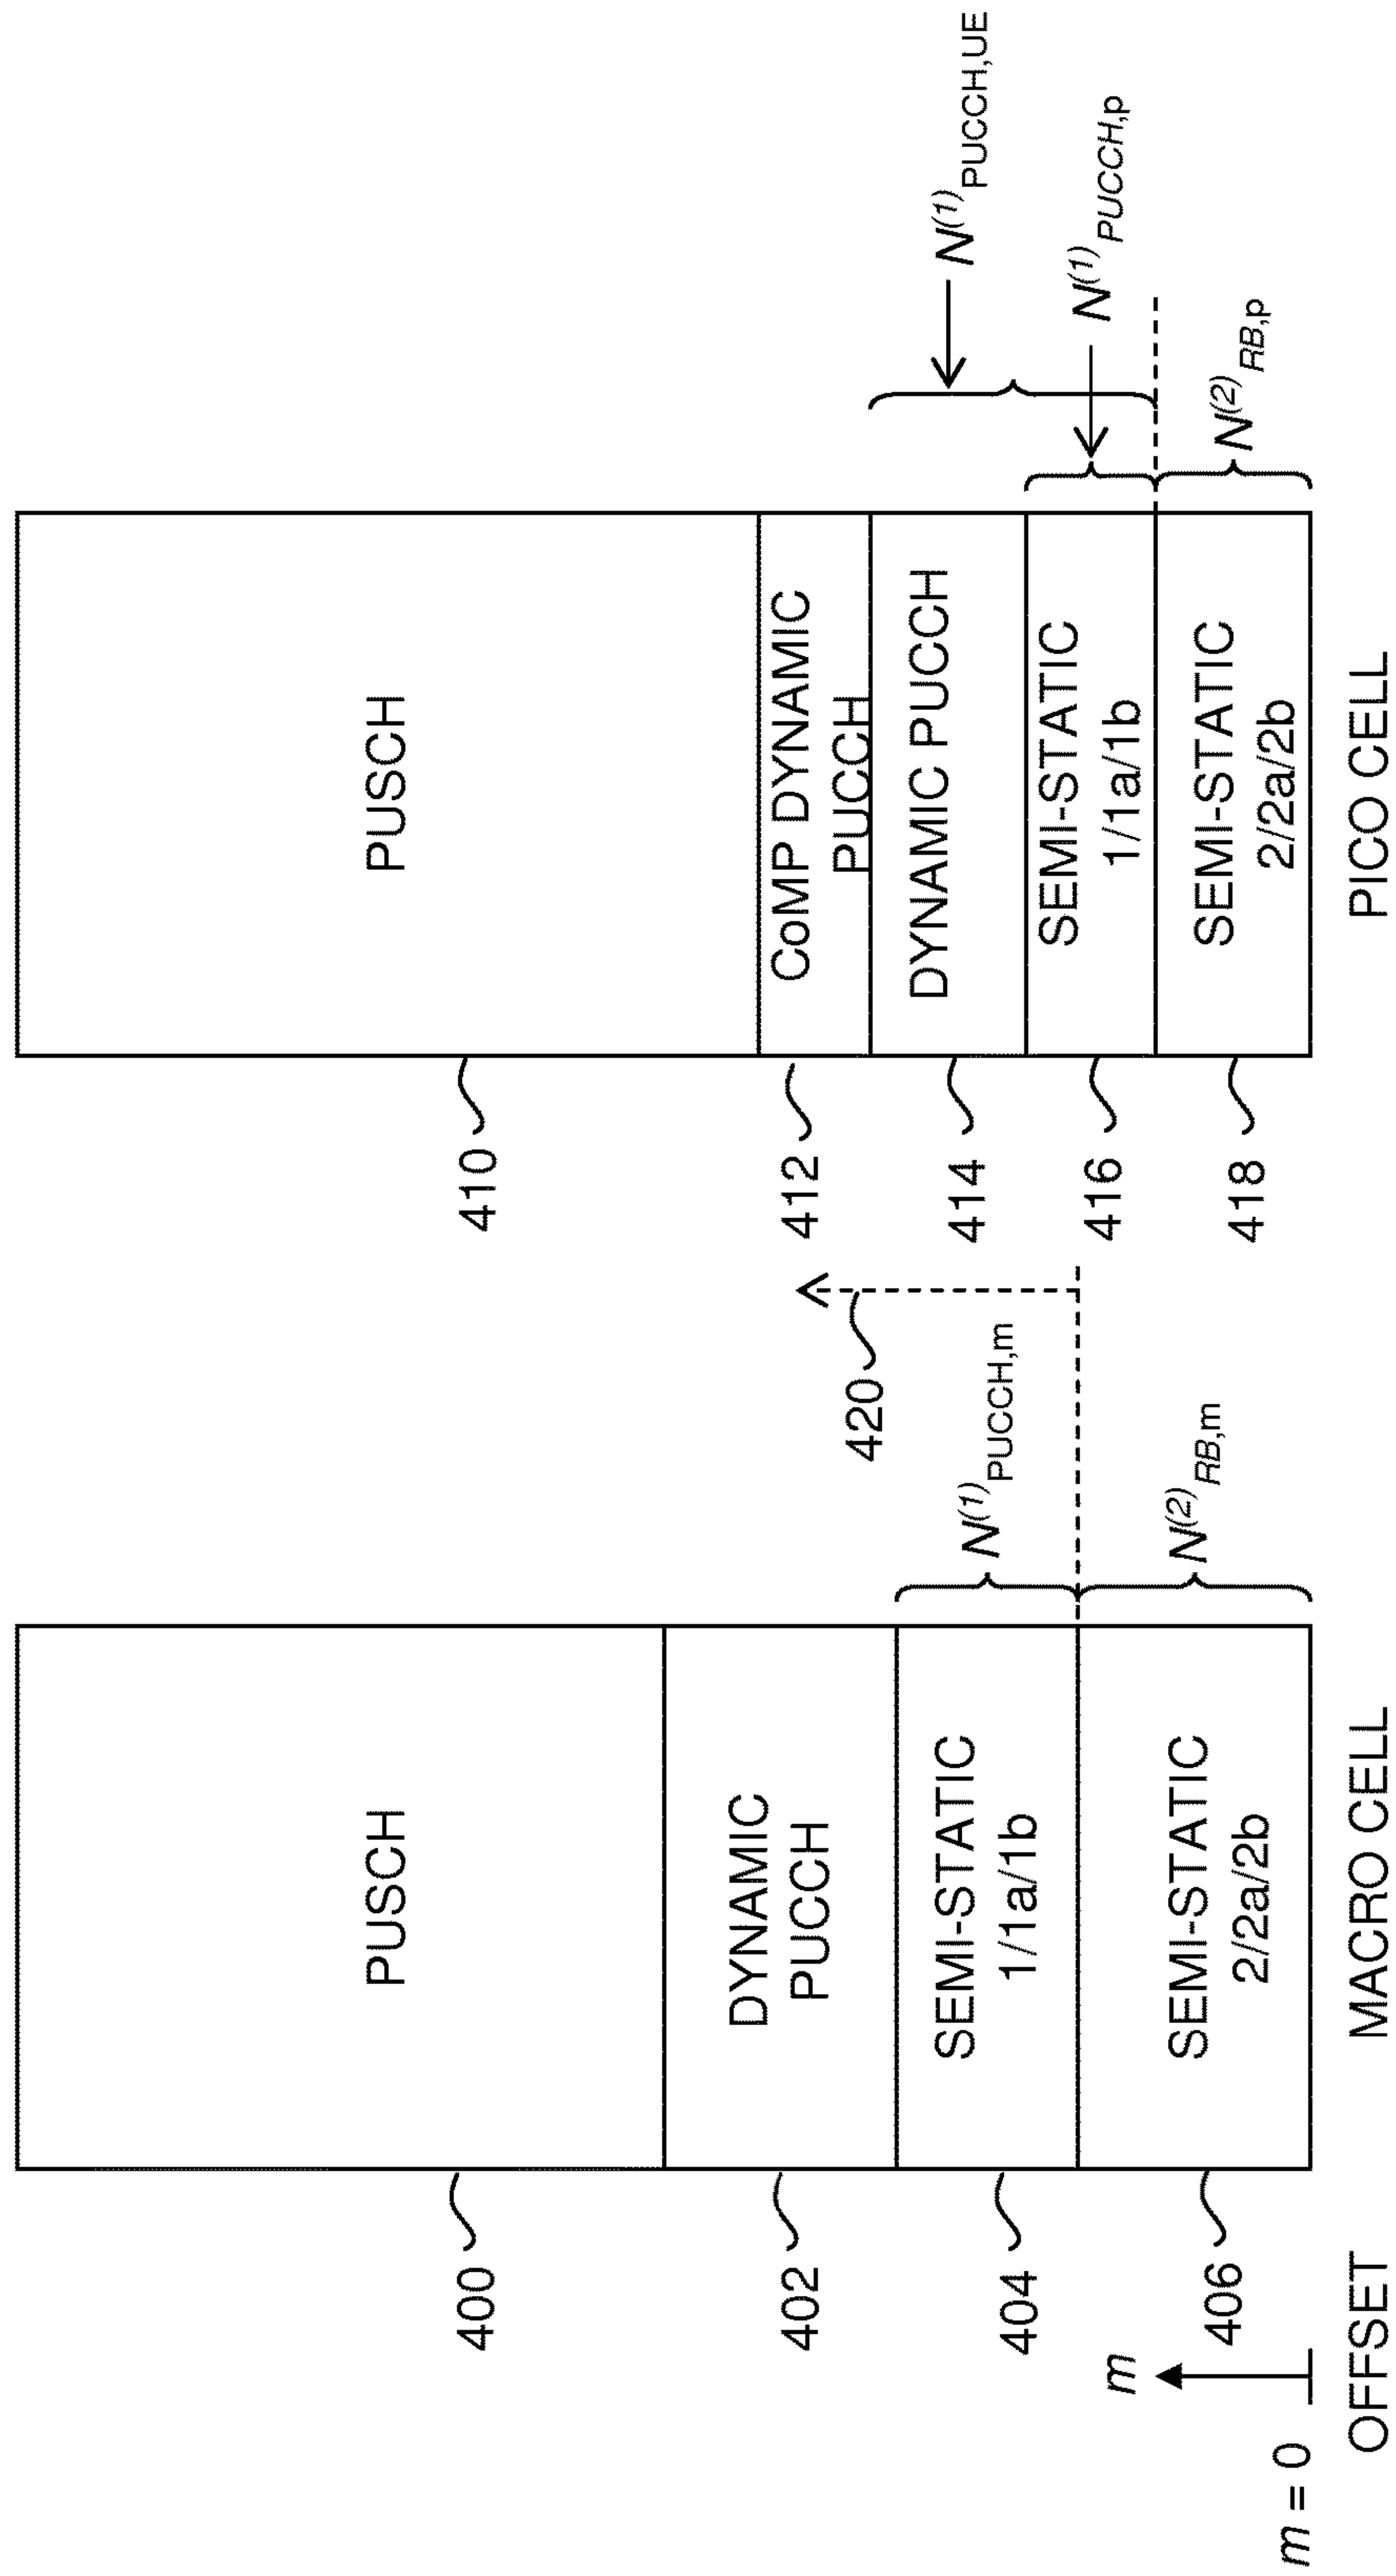 400
PUSCH
402
DYNAMIC
PUCCH
404
SEMI-STATIC
1/1a/1b
406
SEMI-STATIC
2/2a/2b
N(1)PUCCH,m
N(2)RB,m
m
m = 0
OFFSET
MACRO CELL
420
410
PUSCH
412
CoMP DYNAMIC
PUCCH
414
DYNAMIC PUCCH
416
SEMI-STATIC
1/1a/1b
418
SEMI-STATIC
2/2a/2b
N(1)PUCCH,UE
N(1)PUCCH,p
N(2)RB,p
PICO CELL